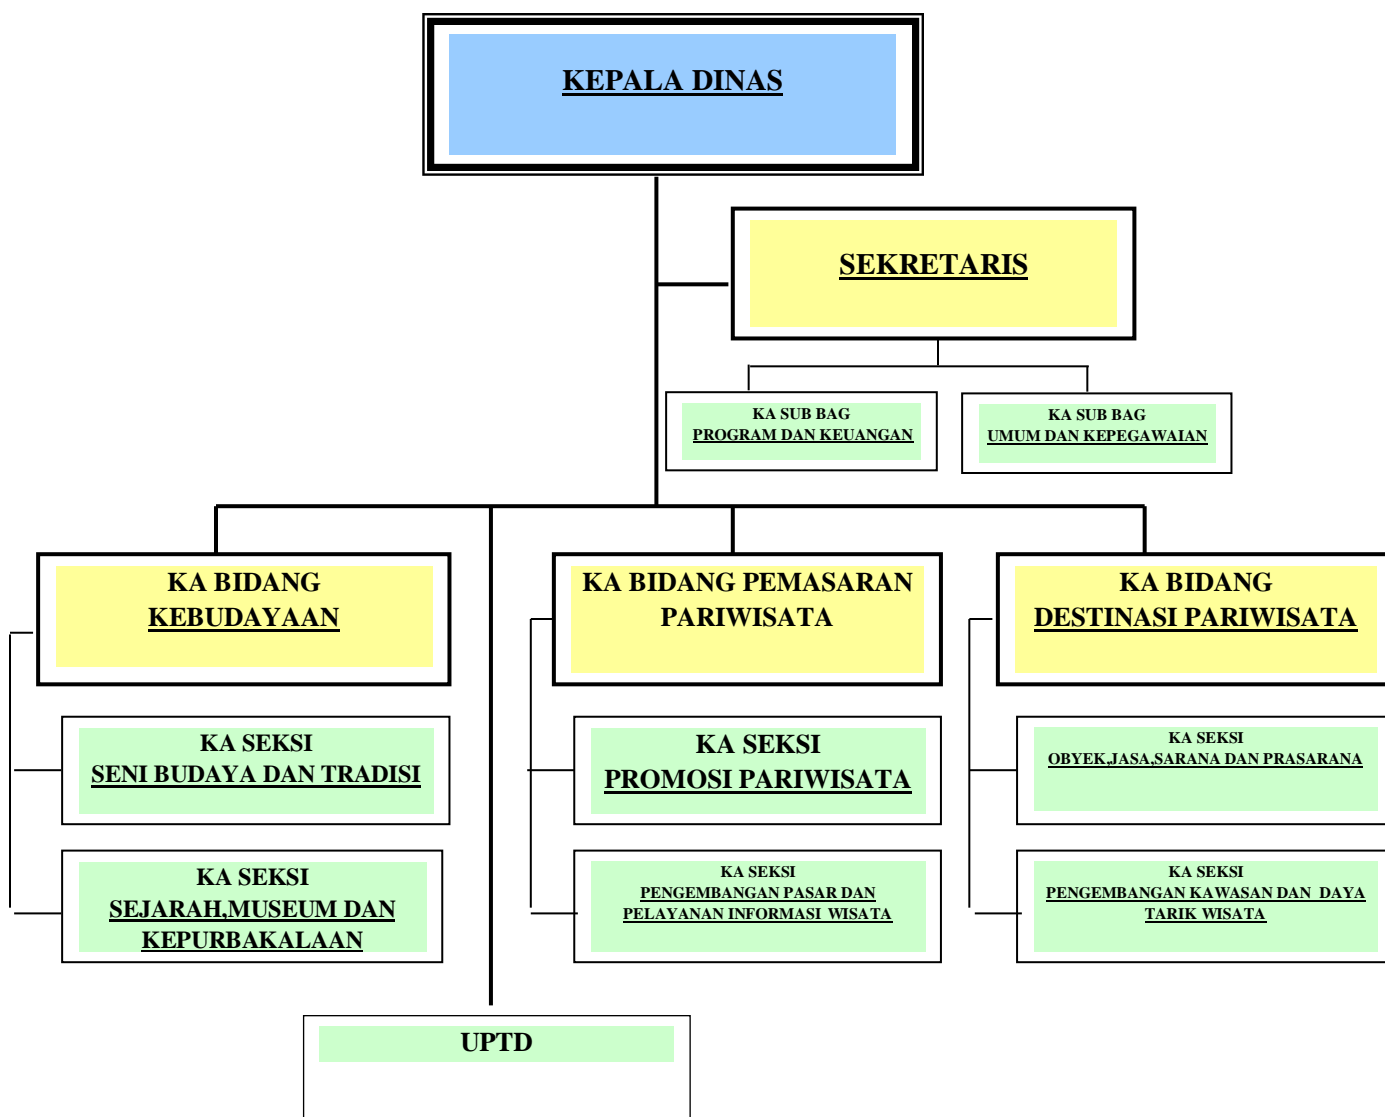 KEPALA DINAS
SEKRETARIS
KA SUB BAG
PROGRAM DAN KEUANGAN
KA SUB BAG
UMUM DAN KEPEGAWAIAN
KA BIDANG
KEBUDAYAAN
KA BIDANG PEMASARAN
PARIWISATA
KA BIDANG
DESTINASI PARIWISATA
KA SEKSI
SENI BUDAYA DAN TRADISI
KA SEKSI
PROMOSI PARIWISATA
KA SEKSI
OBYEK,JASA,SARANA DAN PRASARANA
KA SEKSI
SEJARAH,MUSEUM DAN
KEPURBAKALAAN
KA SEKSI
PENGEMBANGAN PASAR DAN
PELAYANAN INFORMASI WISATA
KA SEKSI
PENGEMBANGAN KAWASAN DAN DAYA
TARIK WISATA
UPTD